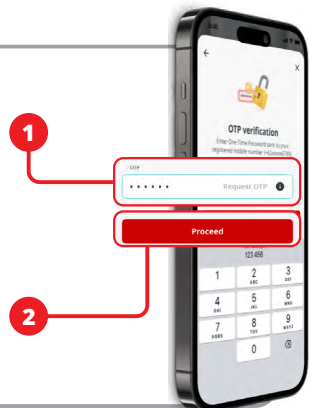 1
2
OTP verification
Enter One Time Password sent to your
registered mobile number
OTP
Request OTP
Proceed
123 456
1
2 ABC
3 DEF
4 GHI
5 JKL
6 MNO
7 PQRS
8 TUV
9 WXYZ
0